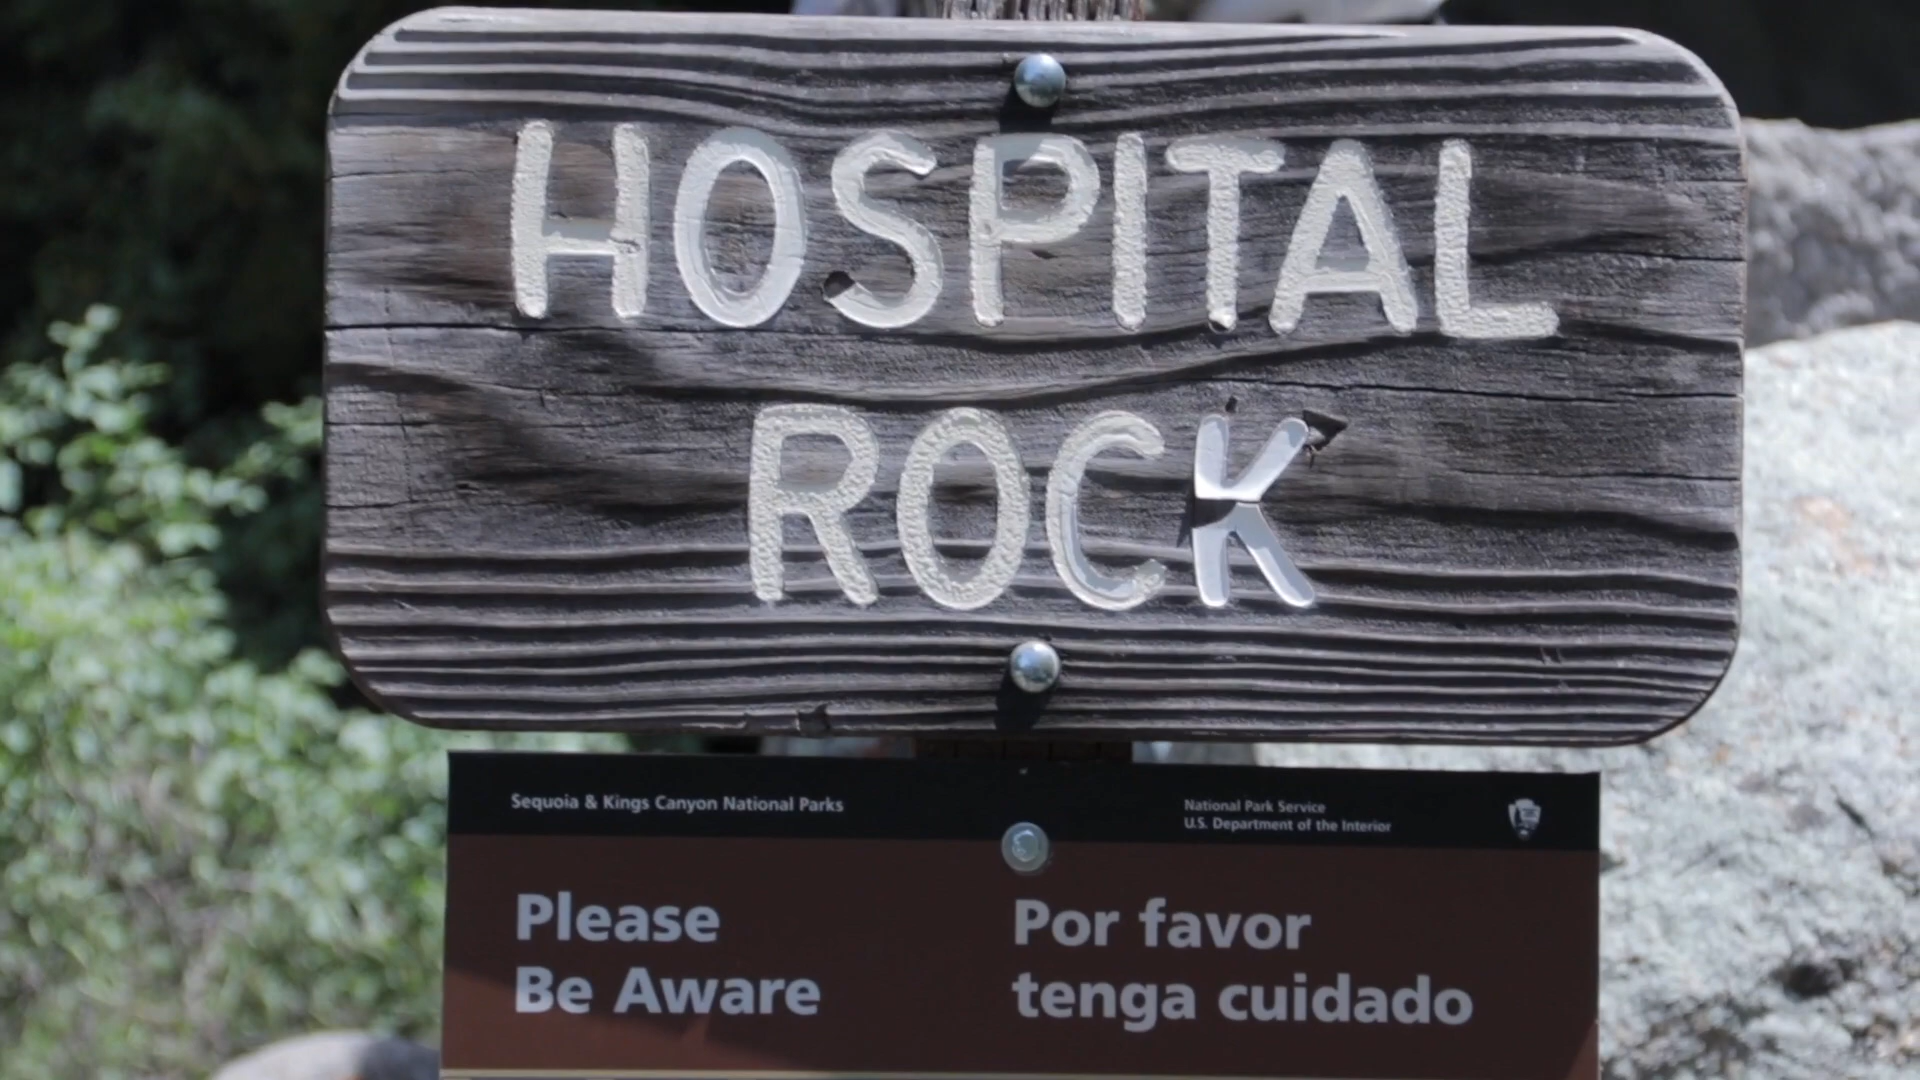 HOSPITAL
ROCK
Sequoia & Kings Canyon National Parks
National Park Service
U.S. Department of the Interior
Please
Be Aware
Por favor
tenga cuidado